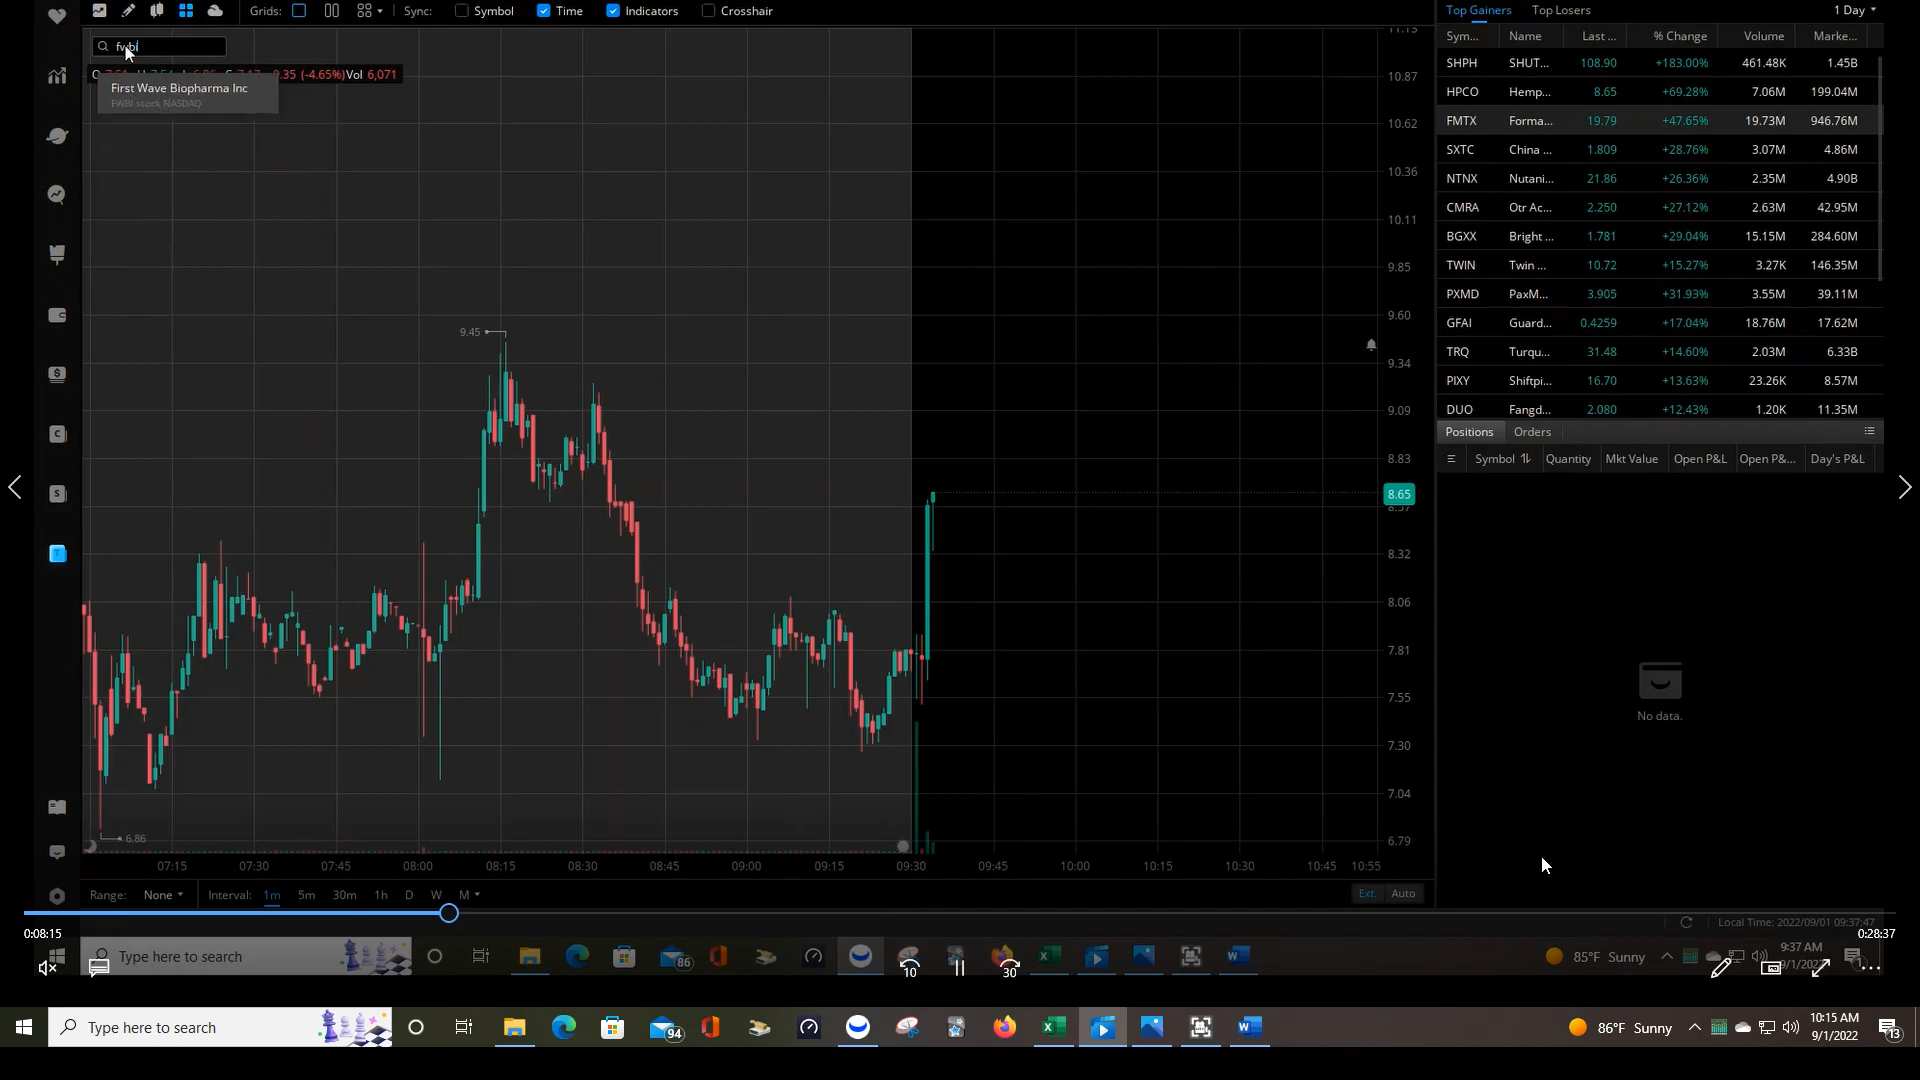 Grids:
Sync:
Symbol
Time
Indicators
Crosshair
Top Gainers
Top Losers
1 Day
fwbi
-4.65%) Vol 6,071
First Wave Biopharma Inc
FWBI stock NASDAQ
Sym... Name Last ... % Change Volume Marke...
SHPH SHUT... 108.90 +183.00% 461.48K 1.45B
HPCO Hemp... 8.65 +69.28% 7.06M 199.04M
FMTX Forma... 19.79 +47.65% 19.73M 946.76M
SXTC China ... 1.809 +28.76% 3.07M 4.86M
NTNX Nutani... 21.86 +26.36% 2.35M 4.90B
CMRA Otr Ac... 2.250 +27.12% 2.63M 42.95M
BGXX Bright ... 1.781 +29.04% 15.15M 284.60M
TWIN Twin ... 10.72 +15.27% 3.27K 146.35M
PXMD PaxM... 3.905 +31.93% 3.55M 39.11M
GFAI Guard... 0.4259 +17.04% 18.76M 17.62M
TRQ Turqu... 31.48 +14.60% 2.03M 6.33B
PIXY Shiftpi... 16.70 +13.63% 23.26K 8.57M
DUO Fangd... 2.080 +12.43% 1.20K 11.35M
Positions Orders
Symbol Quantity Mkt Value Open P&L Open P&... Day's P&L
No data.
11.13
10.87
10.62
10.36
10.11
9.85
9.60
9.34
9.09
8.83
8.65
8.57
8.32
8.06
7.81
7.55
7.30
7.04
6.79
9.45
6.86
07:15 07:30 07:45 08:00 08:15 08:30 08:45 09:00 09:15 09:30 09:45 10:00 10:15 10:30 10:45 10:55
Range: None Interval: 1m 5m 30m 1h D W M
Ext. Auto
Local Time: 2022/09/01 09:37:47
0:08:15
0:28:37
Type here to search
86
85°F Sunny
9:37 AM
10
30
Type here to search
94
86°F Sunny
10:15 AM
9/1/2022
13